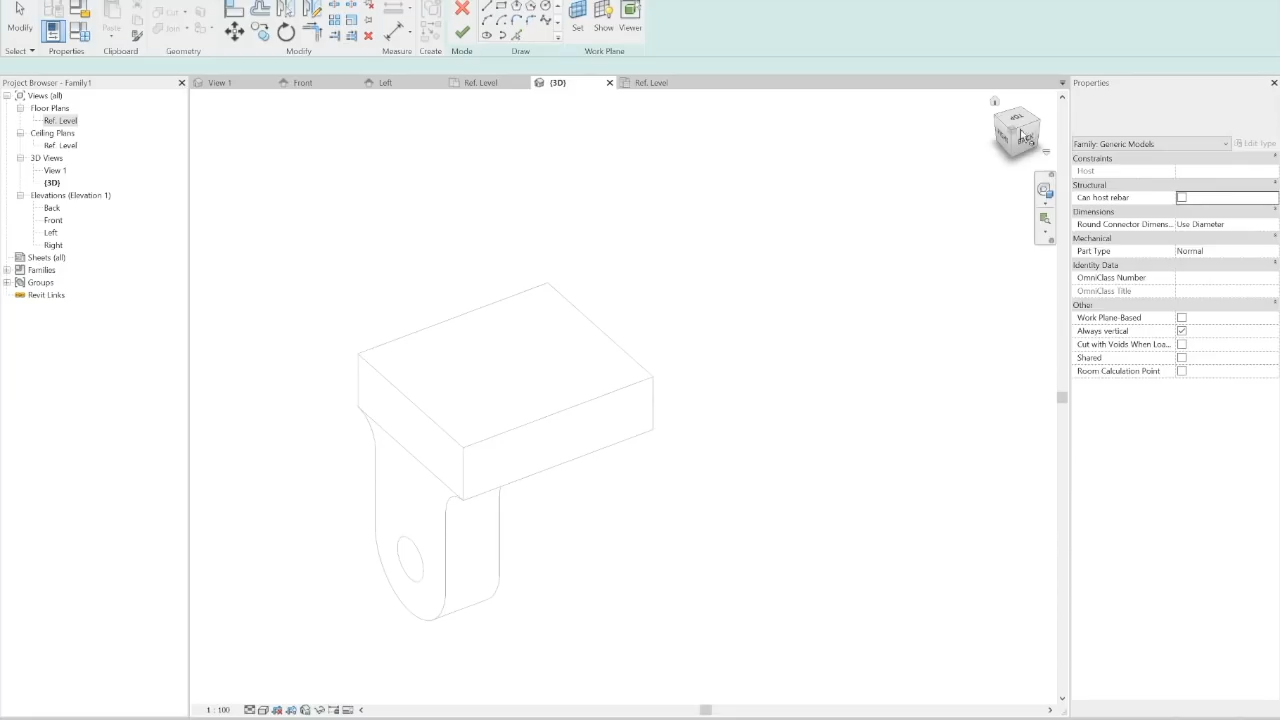 Cut
Join
Paste
Modify
Set
Show
Viewer
Select
Properties
Clipboard
Geometry
Modify
Measure
Create
Mode
Draw
Work Plane
Project Browser - Family1
View 1
Front
Left
Ref. Level
{3D}
Ref. Level
Properties
Views (all)
Floor Plans
Ref. Level
Ceiling Plans
Ref. Level
3D Views
View 1
{3D}
Elevations (Elevation 1)
Back
Front
Left
Right
Sheets (all)
Families
Groups
Revit Links
TOP
BACK
Family: Generic Models
Edit Type
Constraints
Host
Structural
Can host rebar
Dimensions
Round Connector Dimens... Use Diameter
Mechanical
Part Type Normal
Identity Data
OmniClass Number
OmniClass Title
Other
Work Plane-Based
Always vertical
Cut with Voids When Loa...
Shared
Room Calculation Point
1 : 100